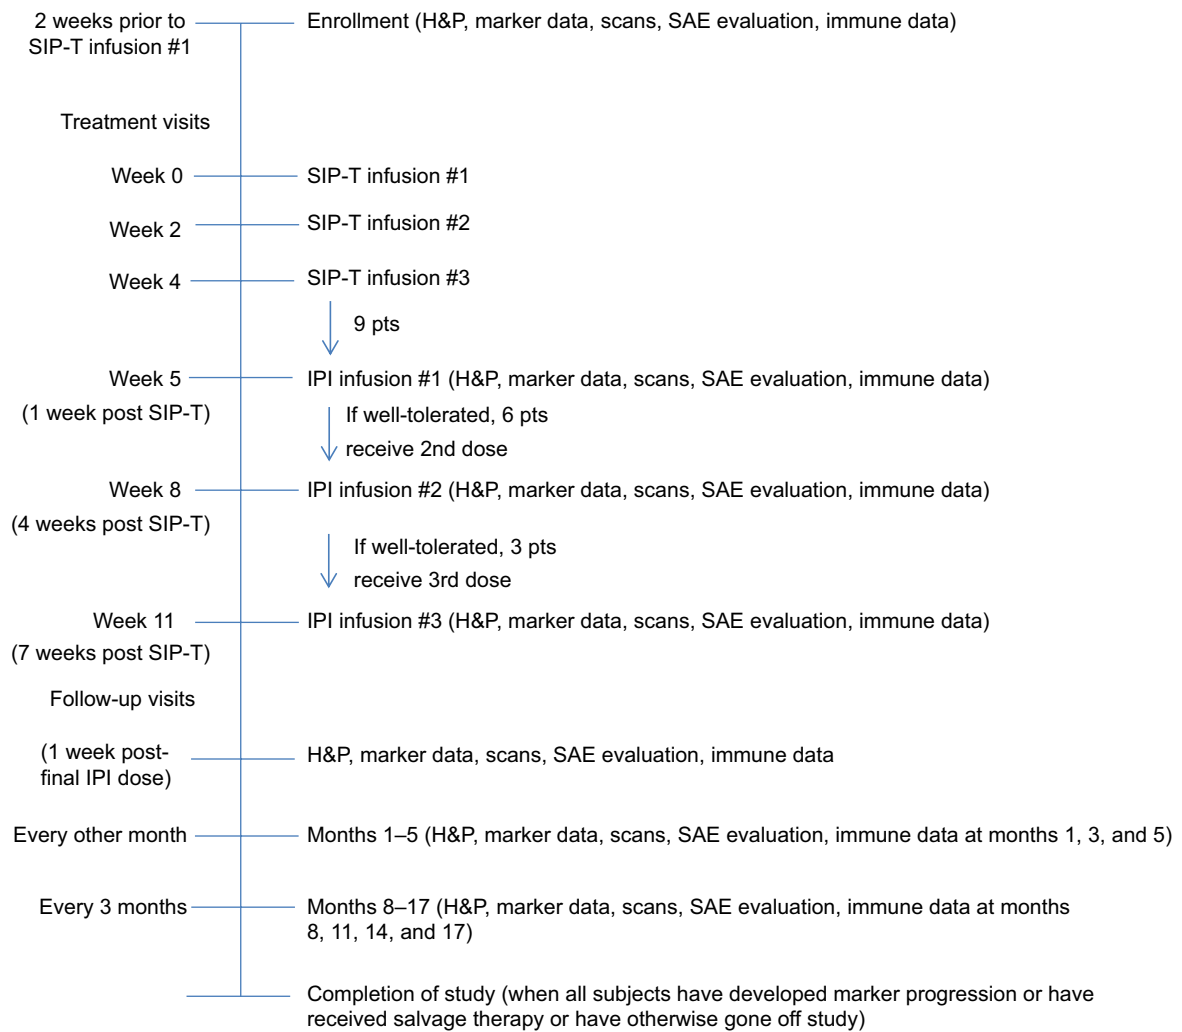 2 weeks prior to
SIP-T infusion #1
Enrollment (H&P, marker data, scans, SAE evaluation, immune data)
Treatment visits
Week 0
SIP-T infusion #1
Week 2
SIP-T infusion #2
Week 4
SIP-T infusion #3
9 pts
Week 5
(1 week post SIP-T)
IPI infusion #1 (H&P, marker data, scans, SAE evaluation, immune data)
If well-tolerated, 6 pts
receive 2nd dose
Week 8
(4 weeks post SIP-T)
IPI infusion #2 (H&P, marker data, scans, SAE evaluation, immune data)
If well-tolerated, 3 pts
receive 3rd dose
Week 11
(7 weeks post SIP-T)
IPI infusion #3 (H&P, marker data, scans, SAE evaluation, immune data)
Follow-up visits
(1 week post-
final IPI dose)
H&P, marker data, scans, SAE evaluation, immune data
Every other month
Months 1–5 (H&P, marker data, scans, SAE evaluation, immune data at months 1, 3, and 5)
Every 3 months
Months 8–17 (H&P, marker data, scans, SAE evaluation, immune data at months
8, 11, 14, and 17)
Completion of study (when all subjects have developed marker progression or have
received salvage therapy or have otherwise gone off study)